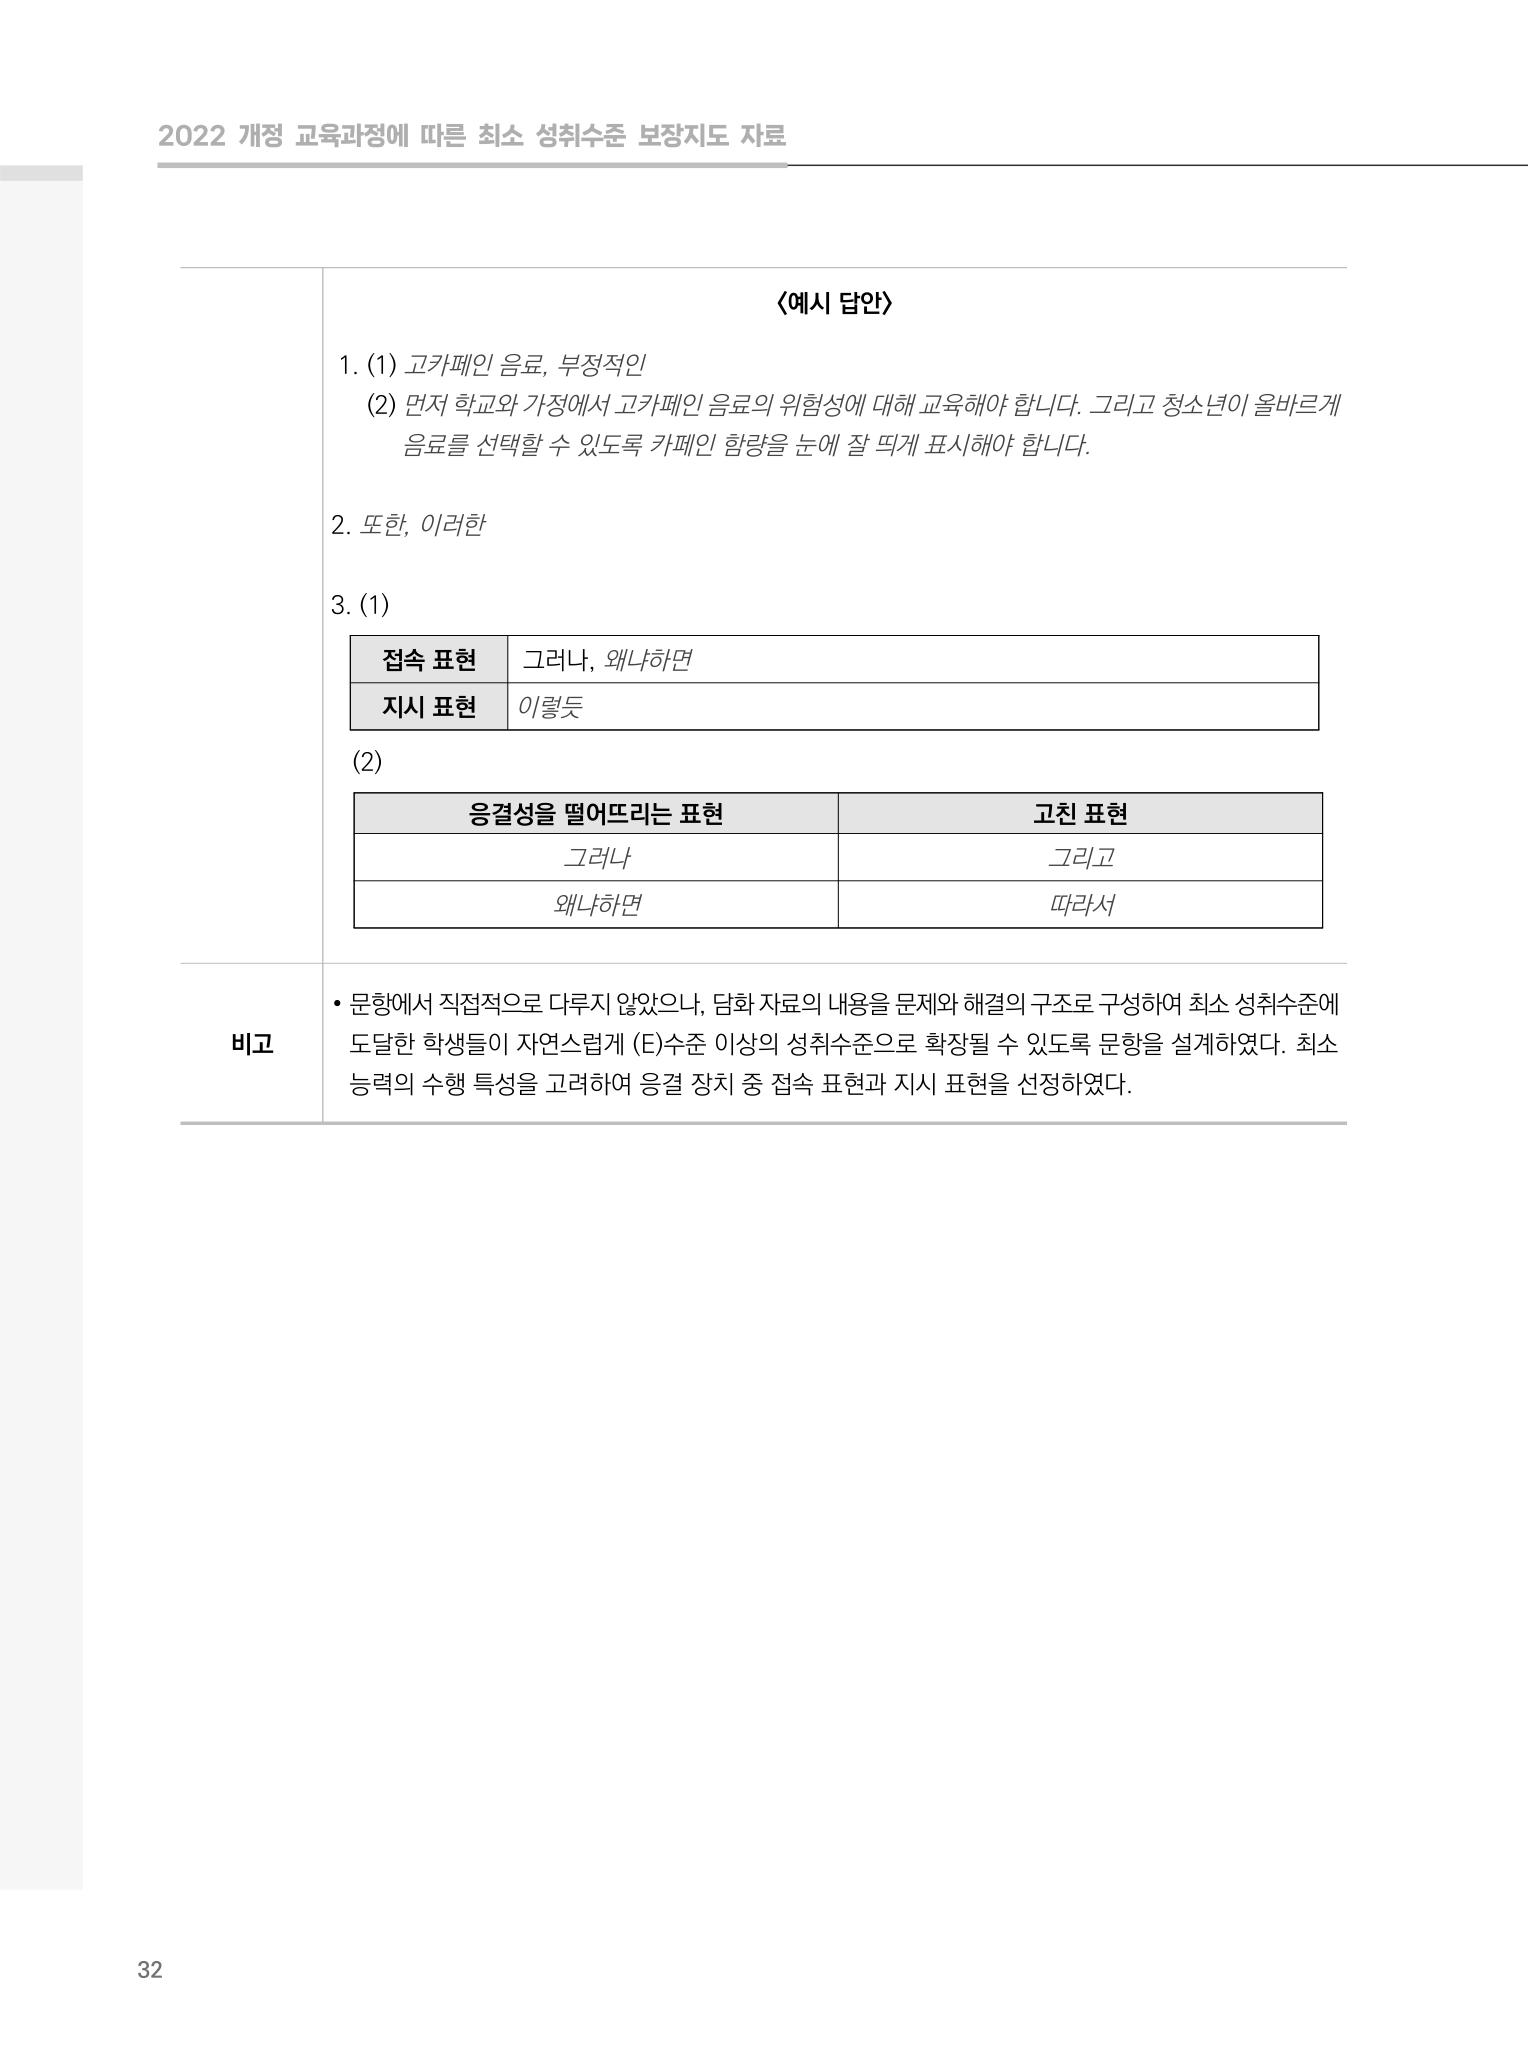 2022 개정 교육과정에 따른 최소 성취수준 보장지도 자료
〈예시 답안〉
1. (1) 고카페인 음료, 부정적인
(2) 먼저 학교와 가정에서 고카페인 음료의 위험성에 대해 교육해야 합니다. 그리고 청소년이 올바르게
음료를 선택할 수 있도록 카페인 함량을 눈에 잘 띄게 표시해야 합니다.
2. 또한, 이러한
3. (1)
접속 표현 그러나, 왜냐하면
지시 표현 이렇듯
(2)
응결성을 떨어뜨리는 표현 고친 표현
그러나 그리고
왜냐하면 따라서
비고
• 문항에서 직접적으로 다루지 않았으나, 담화 자료의 내용을 문제와 해결의 구조로 구성하여 최소 성취수준에
도달한 학생들이 자연스럽게 (E)수준 이상의 성취수준으로 확장될 수 있도록 문항을 설계하였다. 최소
능력의 수행 특성을 고려하여 응결 장치 중 접속 표현과 지시 표현을 선정하였다.
32